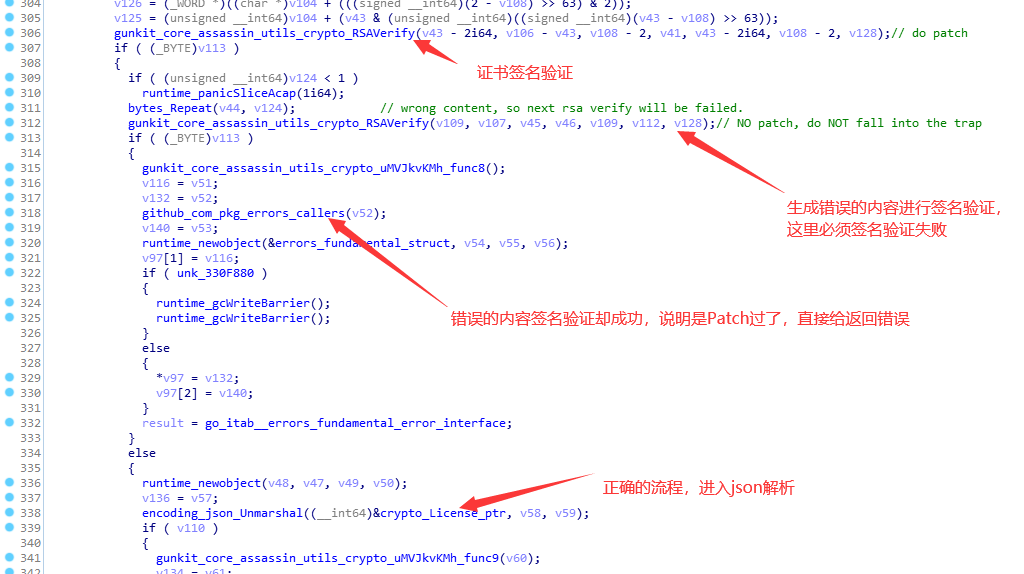 304 v126 = (_WORD *)((char *)v104 + (((signed __int64)(2 - v108) >> 63) & 2));
305 v125 = (unsigned __int64)v104 + (v43 & (unsigned __int64)((signed __int64)(v43 - v108) >> 63));
306 gunkit_core_assassin_utils_crypto_RSAVerify(v43 - 2i64, v106 - v43, v108 - 2, v41, v43 - 2i64, v108 - 2, v128);// do patch
307 if ( (_BYTE)v113 )
证书签名验证
308 {
309 if ( (unsigned __int64)v124 < 1 )
310 runtime_panicSliceAcap(1i64);
311 bytes_Repeat(v44, v124); // wrong content, so next rsa verify will be failed.
312 gunkit_core_assassin_utils_crypto_RSAVerify(v109, v107, v45, v46, v109, v112, v128);// NO patch, do NOT fall into the trap
313 if ( (_BYTE)v113 )
314 {
315 gunkit_core_assassin_utils_crypto_uMVJkvKMh_func8();
316 v116 = v51;
317 v132 = v52;
生成错误的内容进行签名验证，
这里必须签名验证失败
318 github_com_pkg_errors_callers(v52);
319 v140 = v53;
320 runtime_newobject(&errors_fundamental_struct, v54, v55, v56);
321 v97[1] = v116;
322 if ( unk_330F880 )
323 {
324 runtime_gcWriteBarrier();
325 runtime_gcWriteBarrier();
错误的内容签名验证却成功，说明是Patch过了，直接给返回错误
326 }
327 else
328 {
329 *v97 = v132;
330 v97[2] = v140;
331 }
332 result = go_itab__errors_fundamental_error_interface;
333 }
334 else
335 {
336 runtime_newobject(v48, v47, v49, v50);
正确的流程，进入json解析
337 v136 = v57;
338 encoding_json_Unmarshal((__int64)&crypto_License_ptr, v58, v59);
339 if ( v110 )
340 {
341 gunkit_core_assassin_utils_crypto_uMVJkvKMh_func9(v60);
342 v134 = v61;